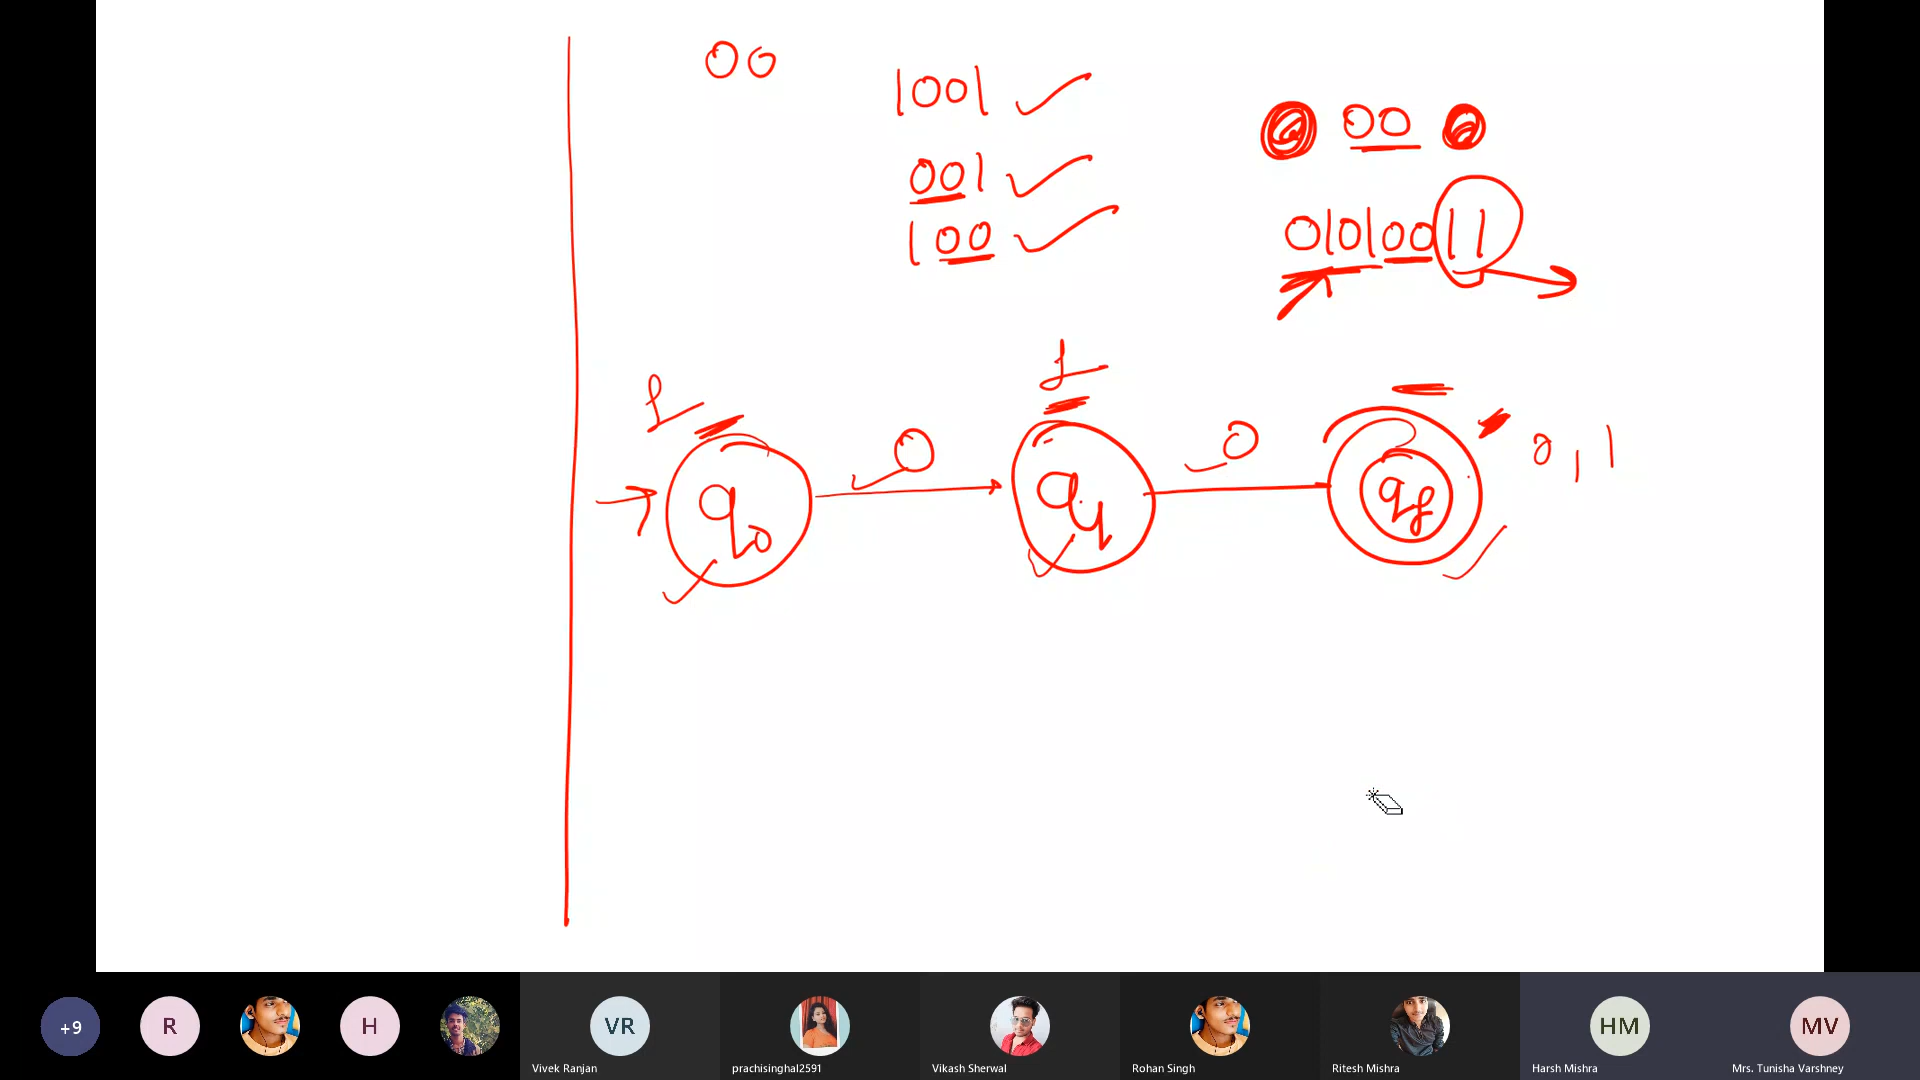 00
1001
001
100
00
01010011
1
1
0
0
0,1
q0
q1
qf
+9
R
H
VR
HM
MV
Vivek Ranjan
prachisinghal2591
Vikash Sherwal
Rohan Singh
Ritesh Mishra
Harsh Mishra
Mrs. Tunisha Varshney